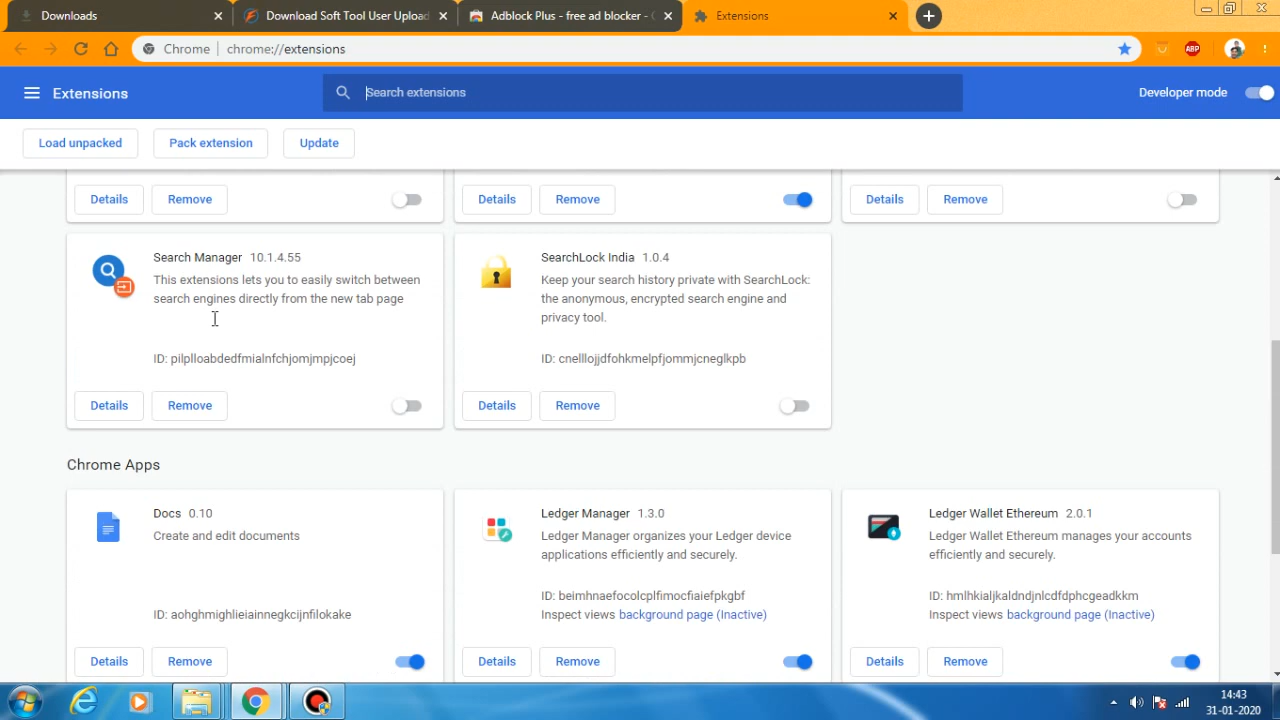 Downloads
Download Soft Tool User Upload
Adblock Plus - free ad blocker - C
Extensions
Chrome
chrome://extensions
ABP
Extensions
Search extensions
Developer mode
Load unpacked
Pack extension
Update
Details
Remove
Details
Remove
Details
Remove
Search Manager 10.1.4.55
This extensions lets you to easily switch between
search engines directly from the new tab page
ID: pilplloabdedfmialnfchjomjmpjcoej
Details
Remove
SearchLock India 1.0.4
Keep your search history private with SearchLock:
the anonymous, encrypted search engine and
privacy tool.
ID: cnelllojjdfohkmelpfjommjcneglkpb
Details
Remove
Chrome Apps
Docs 0.10
Create and edit documents
ID: aohghmighlieiainnegkcijnfilokake
Details
Remove
Ledger Manager 1.3.0
Ledger Manager organizes your Ledger device
applications efficiently and securely.
ID: beimhnaefocolcplfimocfiaiefpkgbf
Inspect views background page (Inactive)
Details
Remove
Ledger Wallet Ethereum 2.0.1
Ledger Wallet Ethereum manages your accounts
efficiently and securely.
ID: hmlhkialjkaldndjnlcdfdphcgeadkkm
Inspect views background page (Inactive)
Details
Remove
14:43
31-01-2020